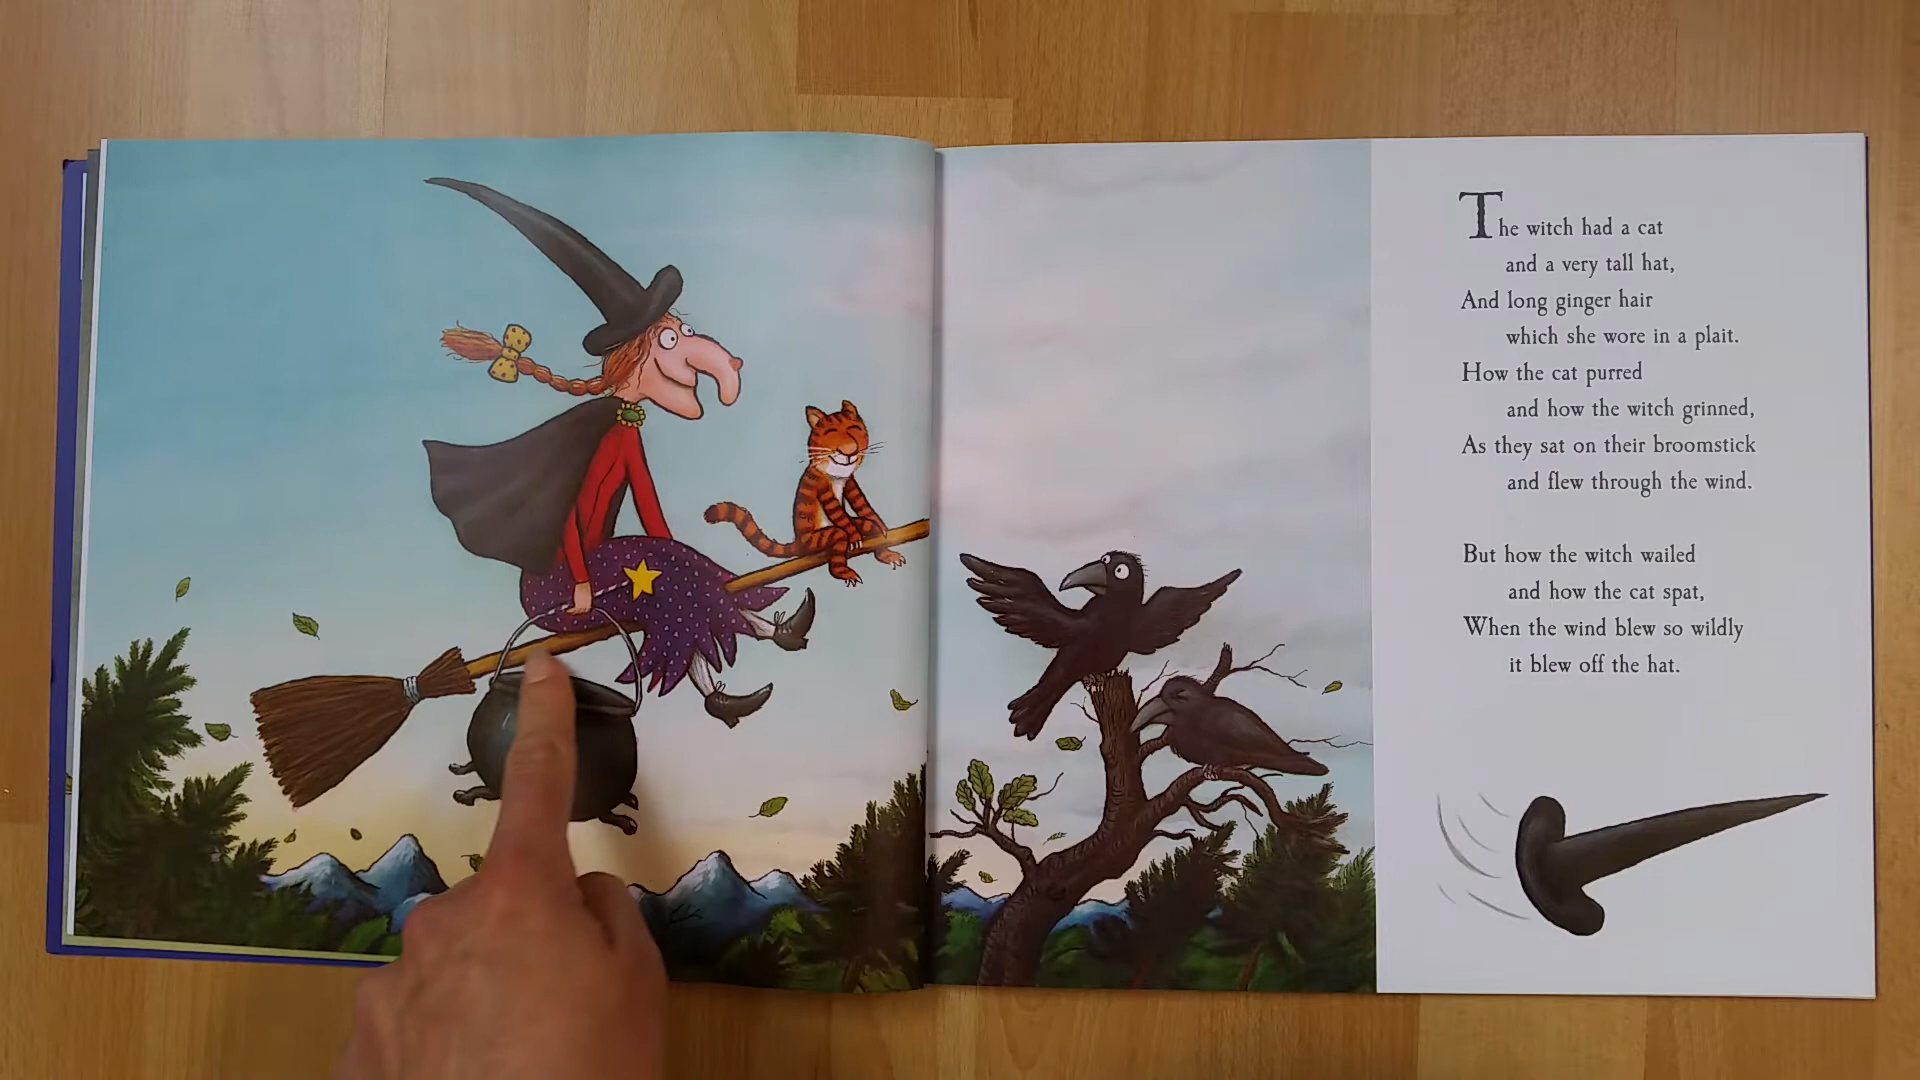 The witch had a cat
and a very tall hat,
And long ginger hair
which she wore in a plait.
How the cat purred
and how the witch grinned,
As they sat on their broomstick
and flew through the wind.
But how the witch wailed
and how the cat spat,
When the wind blew so wildly
it blew off the hat.